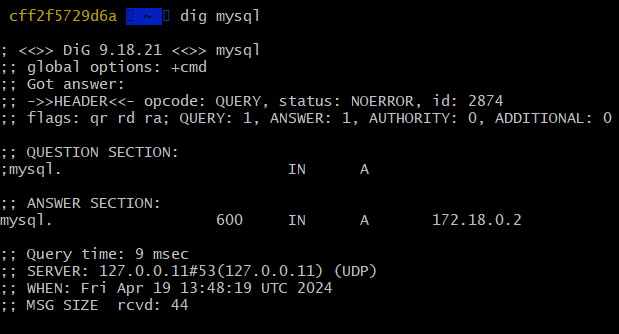 cff2f5729d6a ~ dig mysql
; <<>> DiG 9.18.21 <<>> mysql
;; global options: +cmd
;; Got answer:
;; ->>HEADER<<- opcode: QUERY, status: NOERROR, id: 2874
;; flags: qr rd ra; QUERY: 1, ANSWER: 1, AUTHORITY: 0, ADDITIONAL: 0
;; QUESTION SECTION:
;mysql. IN A
;; ANSWER SECTION:
mysql. 600 IN A 172.18.0.2
;; Query time: 9 msec
;; SERVER: 127.0.0.11#53(127.0.0.11) (UDP)
;; WHEN: Fri Apr 19 13:48:19 UTC 2024
;; MSG SIZE  rcvd: 44